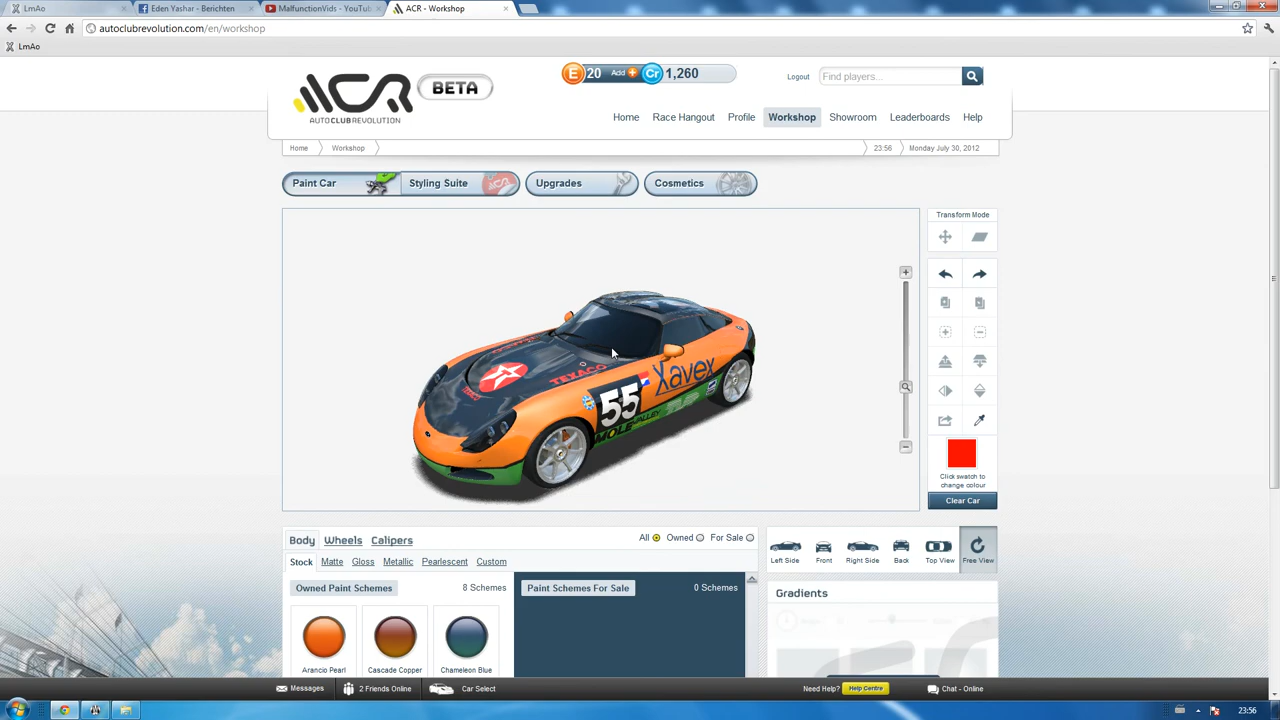 LmAo
Eden Yashar - Berichten
MalfunctionVids - YouTube
ACR - Workshop
autoclubrevolution.com/en/workshop
LmAo
ACR
AUTOCLUBREVOLUTION
BETA
E 20 Add + Cr 1,260
Logout
Find players...
Home Race Hangout Profile Workshop Showroom Leaderboards Help
Home Workshop 23:56 Monday July 30, 2012
Paint Car Styling Suite Upgrades Cosmetics
Transform Mode
TEXACO
Xavex
55
MOLE VALLEY
Click swatch to
change colour
Clear Car
Body Wheels Calipers All Owned For Sale
Stock Matte Gloss Metallic Pearlescent Custom
Left Side Front Right Side Back Top View Free View
Owned Paint Schemes 8 Schemes
Paint Schemes For Sale 0 Schemes
Gradients
Arancio Pearl Cascade Copper Chameleon Blue
Messages 2 Friends Online Car Select Need Help? Help Centre Chat - Online
23:56